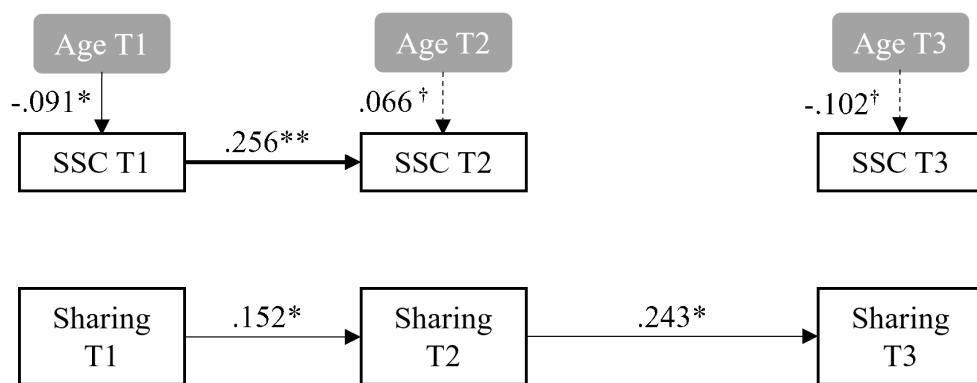 Age T1
Age T2
Age T3
-.091*
.066 †
-.102†
SSC T1
.256**
SSC T2
SSC T3
Sharing
T1
.152*
Sharing
T2
.243*
Sharing
T3